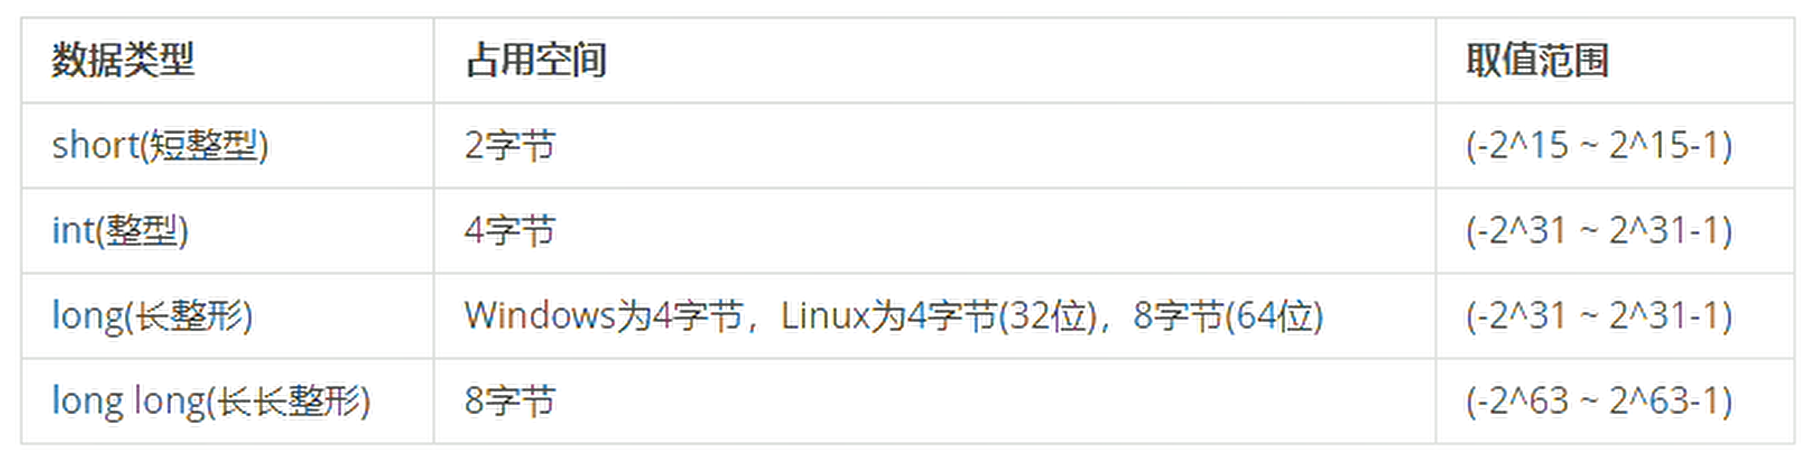 数据类型 占用空间 取值范围
short(短整型) 2字节 (-2^15 ~ 2^15-1)
int(整型) 4字节 (-2^31 ~ 2^31-1)
long(长整形) Windows为4字节，Linux为4字节(32位)，8字节(64位) (-2^31 ~ 2^31-1)
long long(长长整形) 8字节 (-2^63 ~ 2^63-1)